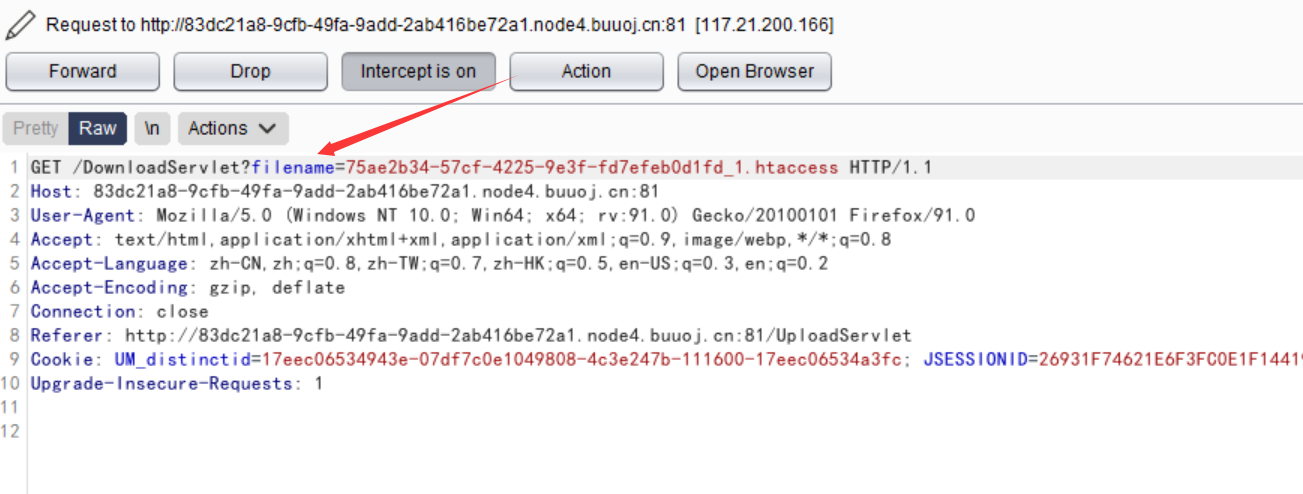 Request to http://83dc21a8-9cfb-49fa-9add-2ab416be72a1.node4.buuoj.cn:81 [117.21.200.166]
Forward Drop Intercept is on Action Open Browser
Pretty Raw \n Actions
1 GET /DownloadServlet?filename=75ae2b34-57cf-4225-9e3f-fd7efeb0d1fd_1.htaccess HTTP/1.1
2 Host: 83dc21a8-9cfb-49fa-9add-2ab416be72a1.node4.buuoj.cn:81
3 User-Agent: Mozilla/5.0 (Windows NT 10.0; Win64; x64; rv:91.0) Gecko/20100101 Firefox/91.0
4 Accept: text/html,application/xhtml+xml,application/xml;q=0.9,image/webp,*/*;q=0.8
5 Accept-Language: zh-CN,zh;q=0.8,zh-TW;q=0.7,zh-HK;q=0.5,en-US;q=0.3,en;q=0.2
6 Accept-Encoding: gzip, deflate
7 Connection: close
8 Referer: http://83dc21a8-9cfb-49fa-9add-2ab416be72a1.node4.buuoj.cn:81/UploadServlet
9 Cookie: UM_distinctid=17eec06534943e-07df7c0e1049808-4c3e247b-111600-17eec06534a3fc; JSESSIONID=26931F74621E6F3FC0E1F14419
10 Upgrade-Insecure-Requests: 1
11
12